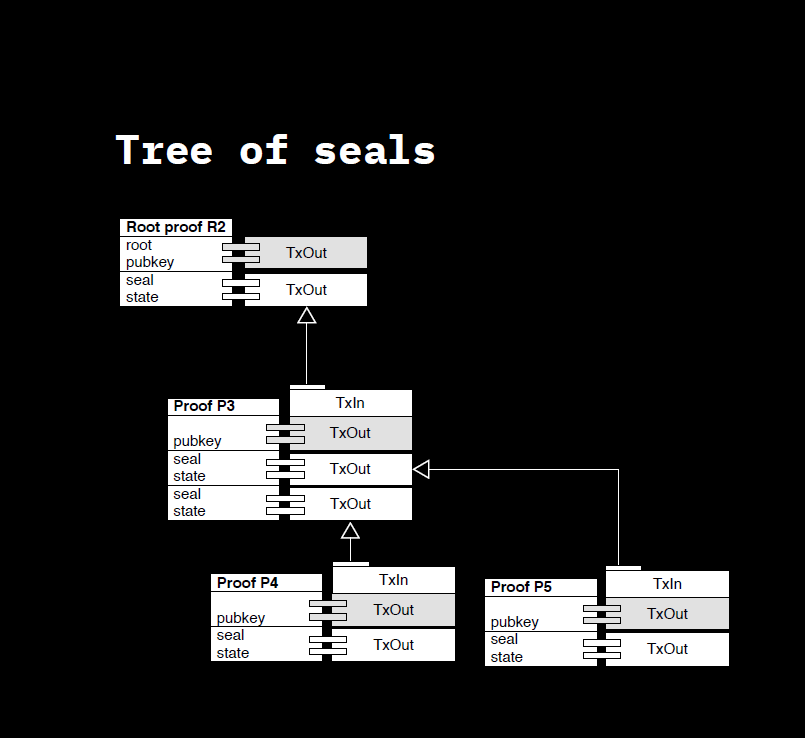 Tree of seals
Root proof R2
root
pubkey
TxOut
seal
state
TxOut
Proof P3
TxIn
pubkey
TxOut
seal
state
TxOut
seal
state
TxOut
Proof P4
TxIn
pubkey
TxOut
seal
state
TxOut
Proof P5
TxIn
pubkey
TxOut
seal
state
TxOut